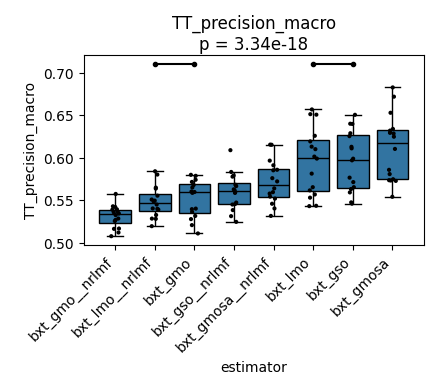 TT_precision_macro
p = 3.34e-18
0.70
0.65
0.60
0.55
0.50
TT_precision_macro
bxt_gmo__nrlmf
bxt_lmo__nrlmf
bxt_gmo
bxt_gso__nrlmf
bxt_gmosa__nrlmf
bxt_lmo
bxt_gso
bxt_gmosa
estimator